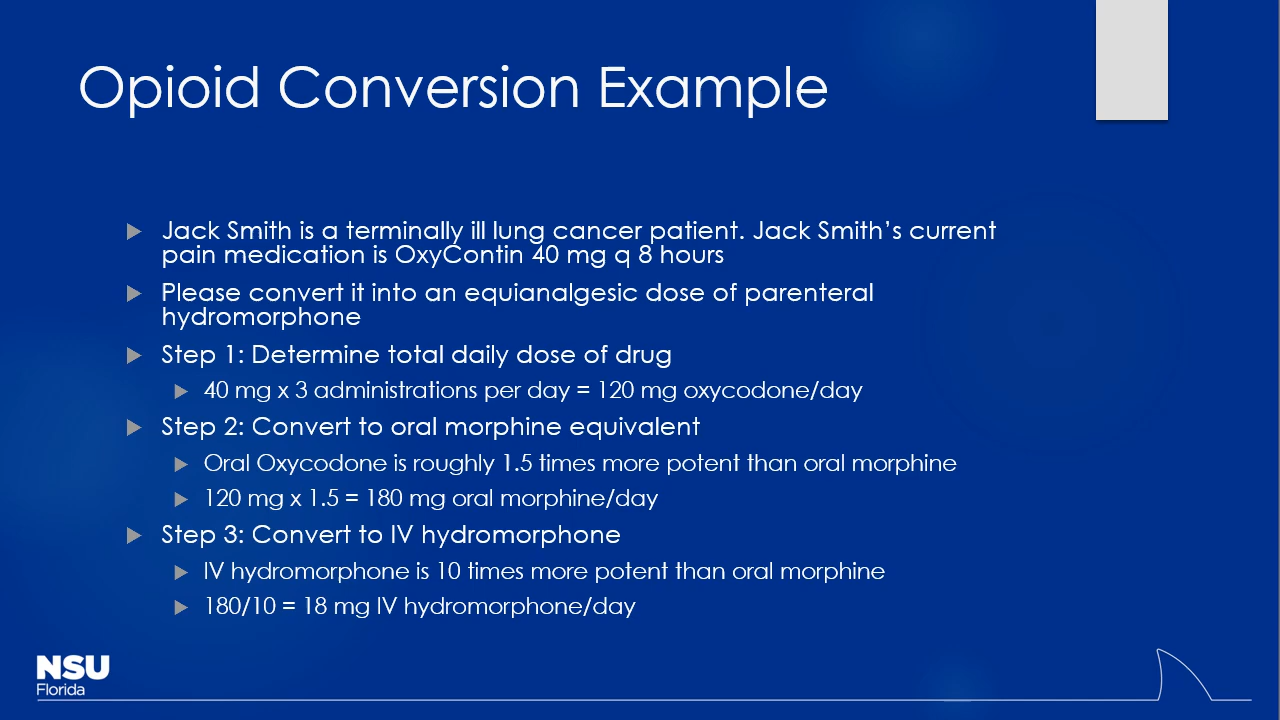 Opioid Conversion Example
Jack Smith is a terminally ill lung cancer patient. Jack Smith’s current
pain medication is OxyContin 40 mg q 8 hours
Please convert it into an equianalgesic dose of parenteral
hydromorphone
Step 1: Determine total daily dose of drug
40 mg x 3 administrations per day = 120 mg oxycodone/day
Step 2: Convert to oral morphine equivalent
Oral Oxycodone is roughly 1.5 times more potent than oral morphine
120 mg x 1.5 = 180 mg oral morphine/day
Step 3: Convert to IV hydromorphone
IV hydromorphone is 10 times more potent than oral morphine
180/10 = 18 mg IV hydromorphone/day
NSU
Florida